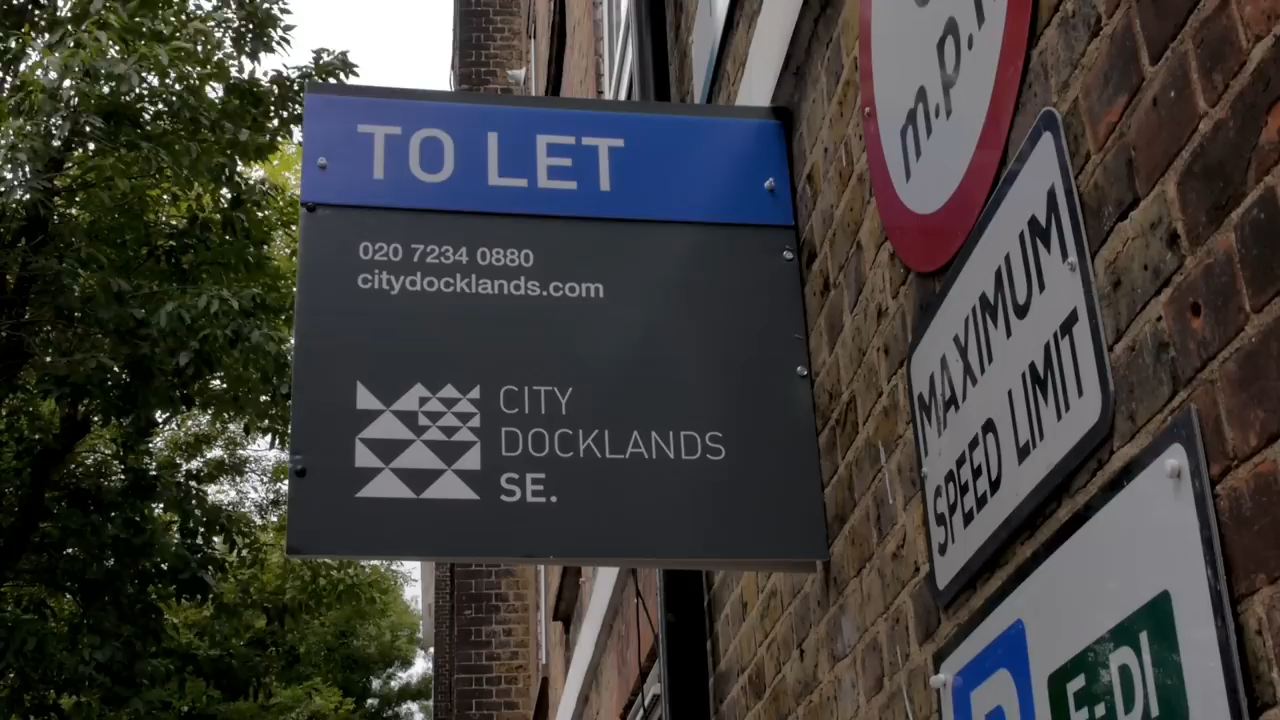 TO LET
020 7234 0880
citydocklands.com
CITY
DOCKLANDS
SE.
m.p.h
MAXIMUM
SPEED LIMIT
P